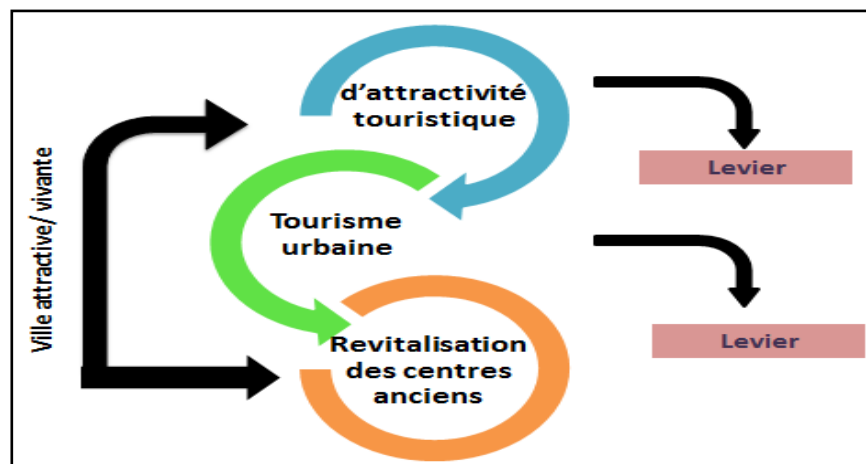 d'attractivité
touristique
Levier
Tourisme
urbaine
Ville attractive/ vivante
Levier
Revitalisation
des centres
anciens